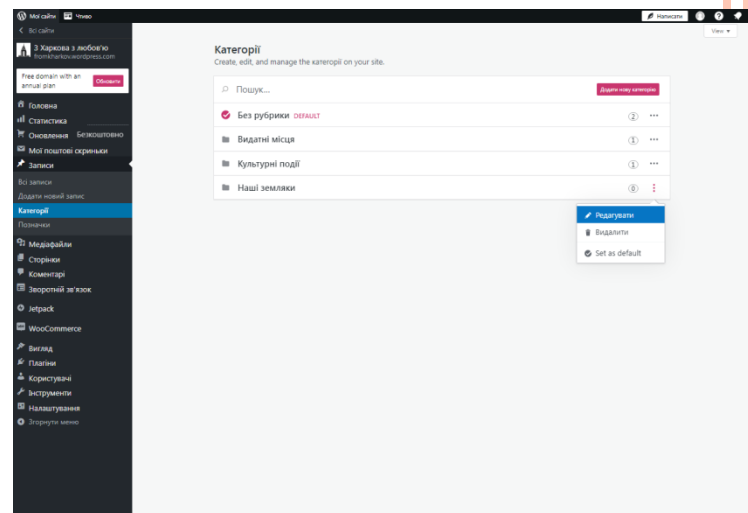 Мої сайти Чтиво Написати
Всі сайти
З Харкова з любов'ю
fromkharkov.wordpress.com
Free domain with an annual plan Обновити
Головна
Статистика
Оновлення Безкоштовно
Мої поштові скриньки
Записи
Всі записи
Додати новий запис
Категорії
Позначки
Медіафайли
Сторінки
Коментарі
Зворотній зв'язок
Jetpack
WooCommerce
Вигляд
Плагіни
Користувачі
Інструменти
Налаштування
Згорнути меню
View
Категорії
Create, edit, and manage the категорії on your site.
Пошук... Додати нову категорію
Без рубрики DEFAULT 2
Видатні місця 1
Культурні події 1
Наші земляки 0
Редагувати
Видалити
Set as default